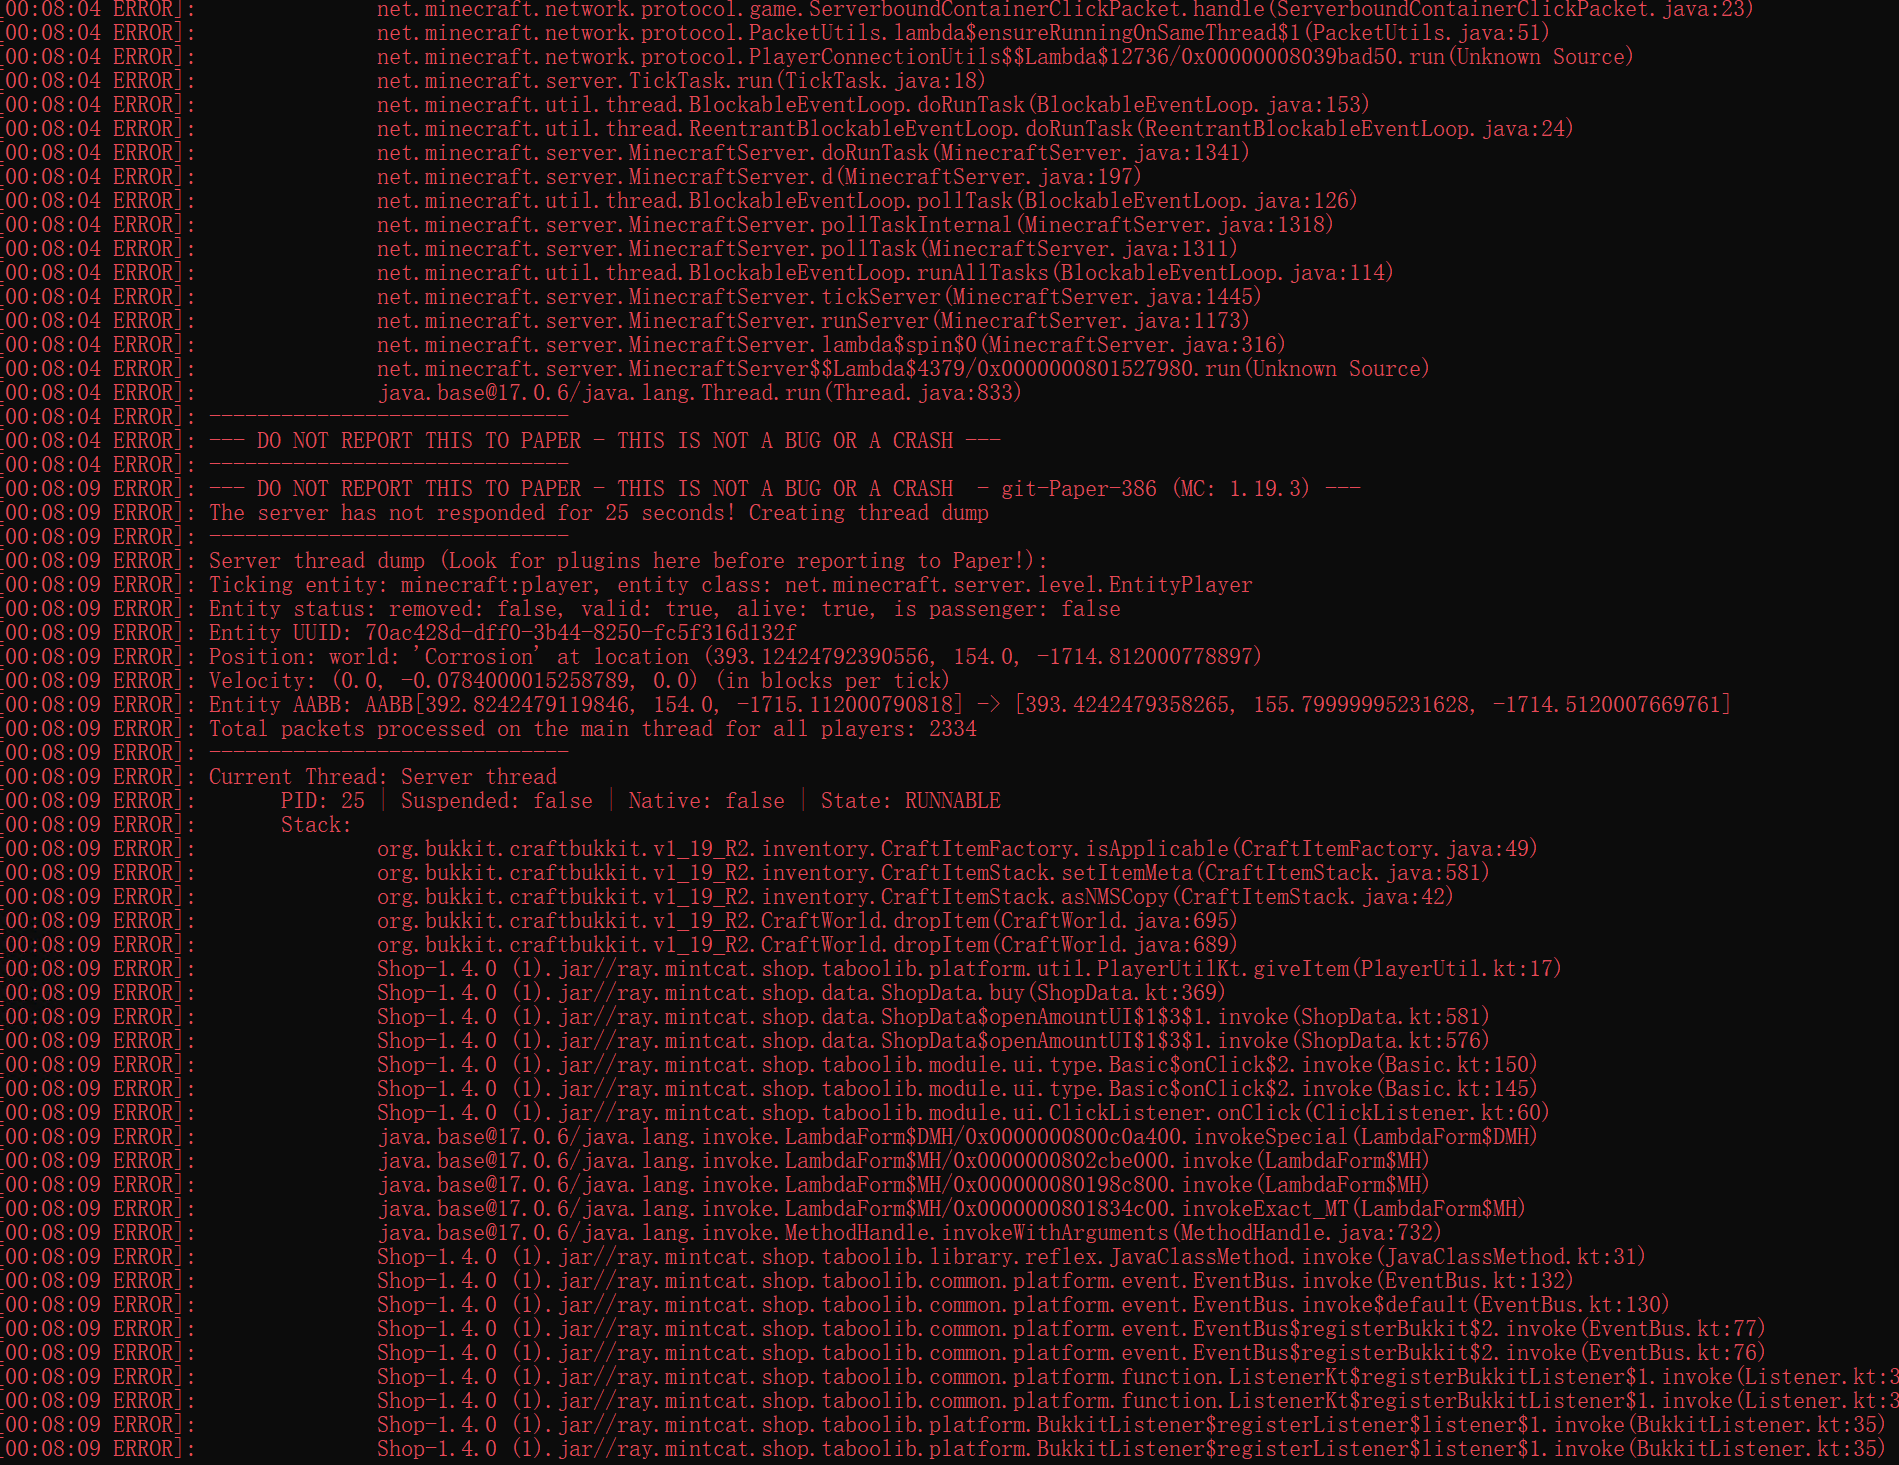 [00:08:04 ERROR]: net.minecraft.network.protocol.game.ServerboundContainerClickPacket.handle(ServerboundContainerClickPacket.java:23)
[00:08:04 ERROR]: net.minecraft.network.protocol.PacketUtils.lambda$ensureRunningOnSameThread$1(PacketUtils.java:51)
[00:08:04 ERROR]: net.minecraft.network.protocol.PlayerConnectionUtils$$Lambda$12736/0x00000008039bad50.run(Unknown Source)
[00:08:04 ERROR]: net.minecraft.server.TickTask.run(TickTask.java:18)
[00:08:04 ERROR]: net.minecraft.util.thread.BlockableEventLoop.doRunTask(BlockableEventLoop.java:153)
[00:08:04 ERROR]: net.minecraft.util.thread.ReentrantBlockableEventLoop.doRunTask(ReentrantBlockableEventLoop.java:24)
[00:08:04 ERROR]: net.minecraft.server.MinecraftServer.doRunTask(MinecraftServer.java:1341)
[00:08:04 ERROR]: net.minecraft.server.MinecraftServer.d(MinecraftServer.java:197)
[00:08:04 ERROR]: net.minecraft.util.thread.BlockableEventLoop.pollTask(BlockableEventLoop.java:126)
[00:08:04 ERROR]: net.minecraft.server.MinecraftServer.pollTaskInternal(MinecraftServer.java:1318)
[00:08:04 ERROR]: net.minecraft.server.MinecraftServer.pollTask(MinecraftServer.java:1311)
[00:08:04 ERROR]: net.minecraft.util.thread.BlockableEventLoop.runAllTasks(BlockableEventLoop.java:114)
[00:08:04 ERROR]: net.minecraft.server.MinecraftServer.tickServer(MinecraftServer.java:1445)
[00:08:04 ERROR]: net.minecraft.server.MinecraftServer.runServer(MinecraftServer.java:1173)
[00:08:04 ERROR]: net.minecraft.server.MinecraftServer.lambda$spin$0(MinecraftServer.java:316)
[00:08:04 ERROR]: net.minecraft.server.MinecraftServer$$Lambda$4379/0x0000000801527980.run(Unknown Source)
[00:08:04 ERROR]: java.base@17.0.6/java.lang.Thread.run(Thread.java:833)
[00:08:04 ERROR]: ------------------------------
[00:08:04 ERROR]: --- DO NOT REPORT THIS TO PAPER - THIS IS NOT A BUG OR A CRASH ---
[00:08:04 ERROR]: ------------------------------
[00:08:09 ERROR]: --- DO NOT REPORT THIS TO PAPER - THIS IS NOT A BUG OR A CRASH  - git-Paper-386 (MC: 1.19.3) ---
[00:08:09 ERROR]: The server has not responded for 25 seconds! Creating thread dump
[00:08:09 ERROR]: ------------------------------
[00:08:09 ERROR]: Server thread dump (Look for plugins here before reporting to Paper!):
[00:08:09 ERROR]: Ticking entity: minecraft:player, entity class: net.minecraft.server.level.EntityPlayer
[00:08:09 ERROR]: Entity status: removed: false, valid: true, alive: true, is passenger: false
[00:08:09 ERROR]: Entity UUID: 70ac428d-dff0-3b44-8250-fc5f316d132f
[00:08:09 ERROR]: Position: world: 'Corrosion' at location (393.12424792390556, 154.0, -1714.812000778897)
[00:08:09 ERROR]: Velocity: (0.0, -0.0784000015258789, 0.0) (in blocks per tick)
[00:08:09 ERROR]: Entity AABB: AABB[392.8242479119846, 154.0, -1715.112000790818] -> [393.4242479358265, 155.79999995231628, -1714.5120007669761]
[00:08:09 ERROR]: Total packets processed on the main thread for all players: 2334
[00:08:09 ERROR]: ------------------------------
[00:08:09 ERROR]: Current Thread: Server thread
[00:08:09 ERROR]: PID: 25 | Suspended: false | Native: false | State: RUNNABLE
[00:08:09 ERROR]: Stack:
[00:08:09 ERROR]: org.bukkit.craftbukkit.v1_19_R2.inventory.CraftItemFactory.isApplicable(CraftItemFactory.java:49)
[00:08:09 ERROR]: org.bukkit.craftbukkit.v1_19_R2.inventory.CraftItemStack.setItemMeta(CraftItemStack.java:581)
[00:08:09 ERROR]: org.bukkit.craftbukkit.v1_19_R2.inventory.CraftItemStack.asNMSCopy(CraftItemStack.java:42)
[00:08:09 ERROR]: org.bukkit.craftbukkit.v1_19_R2.CraftWorld.dropItem(CraftWorld.java:695)
[00:08:09 ERROR]: org.bukkit.craftbukkit.v1_19_R2.CraftWorld.dropItem(CraftWorld.java:689)
[00:08:09 ERROR]: Shop-1.4.0 (1).jar//ray.mintcat.shop.taboolib.platform.util.PlayerUtilKt.giveItem(PlayerUtil.kt:17)
[00:08:09 ERROR]: Shop-1.4.0 (1).jar//ray.mintcat.shop.data.ShopData.buy(ShopData.kt:369)
[00:08:09 ERROR]: Shop-1.4.0 (1).jar//ray.mintcat.shop.data.ShopData$openAmountUI$1$3$1.invoke(ShopData.kt:581)
[00:08:09 ERROR]: Shop-1.4.0 (1).jar//ray.mintcat.shop.data.ShopData$openAmountUI$1$3$1.invoke(ShopData.kt:576)
[00:08:09 ERROR]: Shop-1.4.0 (1).jar//ray.mintcat.shop.taboolib.module.ui.type.Basic$onClick$2.invoke(Basic.kt:150)
[00:08:09 ERROR]: Shop-1.4.0 (1).jar//ray.mintcat.shop.taboolib.module.ui.type.Basic$onClick$2.invoke(Basic.kt:145)
[00:08:09 ERROR]: Shop-1.4.0 (1).jar//ray.mintcat.shop.taboolib.module.ui.ClickListener.onClick(ClickListener.kt:60)
[00:08:09 ERROR]: java.base@17.0.6/java.lang.invoke.LambdaForm$DMH/0x0000000800c0a400.invokeSpecial(LambdaForm$DMH)
[00:08:09 ERROR]: java.base@17.0.6/java.lang.invoke.LambdaForm$MH/0x0000000802cbe000.invoke(LambdaForm$MH)
[00:08:09 ERROR]: java.base@17.0.6/java.lang.invoke.LambdaForm$MH/0x000000080198c800.invoke(LambdaForm$MH)
[00:08:09 ERROR]: java.base@17.0.6/java.lang.invoke.LambdaForm$MH/0x0000000801834c00.invokeExact_MT(LambdaForm$MH)
[00:08:09 ERROR]: java.base@17.0.6/java.lang.invoke.MethodHandle.invokeWithArguments(MethodHandle.java:732)
[00:08:09 ERROR]: Shop-1.4.0 (1).jar//ray.mintcat.shop.taboolib.library.reflex.JavaClassMethod.invoke(JavaClassMethod.kt:31)
[00:08:09 ERROR]: Shop-1.4.0 (1).jar//ray.mintcat.shop.taboolib.common.platform.event.EventBus.invoke(EventBus.kt:132)
[00:08:09 ERROR]: Shop-1.4.0 (1).jar//ray.mintcat.shop.taboolib.common.platform.event.EventBus.invoke$default(EventBus.kt:130)
[00:08:09 ERROR]: Shop-1.4.0 (1).jar//ray.mintcat.shop.taboolib.common.platform.event.EventBus$registerBukkit$2.invoke(EventBus.kt:77)
[00:08:09 ERROR]: Shop-1.4.0 (1).jar//ray.mintcat.shop.taboolib.common.platform.event.EventBus$registerBukkit$2.invoke(EventBus.kt:76)
[00:08:09 ERROR]: Shop-1.4.0 (1).jar//ray.mintcat.shop.taboolib.common.platform.function.ListenerKt$registerBukkitListener$1.invoke(Listener.kt:3
[00:08:09 ERROR]: Shop-1.4.0 (1).jar//ray.mintcat.shop.taboolib.common.platform.function.ListenerKt$registerBukkitListener$1.invoke(Listener.kt:3
[00:08:09 ERROR]: Shop-1.4.0 (1).jar//ray.mintcat.shop.taboolib.platform.BukkitListener$registerListener$listener$1.invoke(BukkitListener.kt:35)
[00:08:09 ERROR]: Shop-1.4.0 (1).jar//ray.mintcat.shop.taboolib.platform.BukkitListener$registerListener$listener$1.invoke(BukkitListener.kt:35)